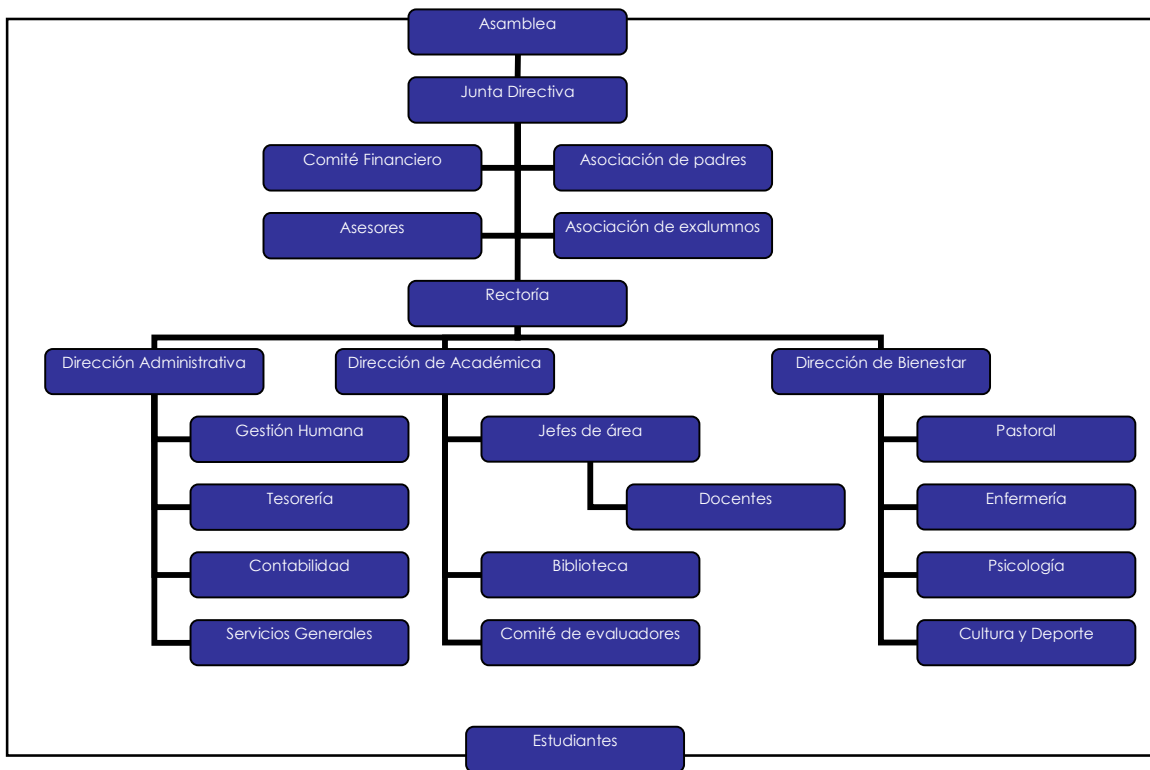 Asamblea
Junta Directiva
Comité Financiero
Asociación de padres
Asesores
Asociación de exalumnos
Rectoría
Dirección Administrativa
Dirección de Académica
Dirección de Bienestar
Gestión Humana
Jefes de área
Pastoral
Tesorería
Docentes
Enfermería
Contabilidad
Biblioteca
Psicología
Servicios Generales
Comité de evaluadores
Cultura y Deporte
Estudiantes